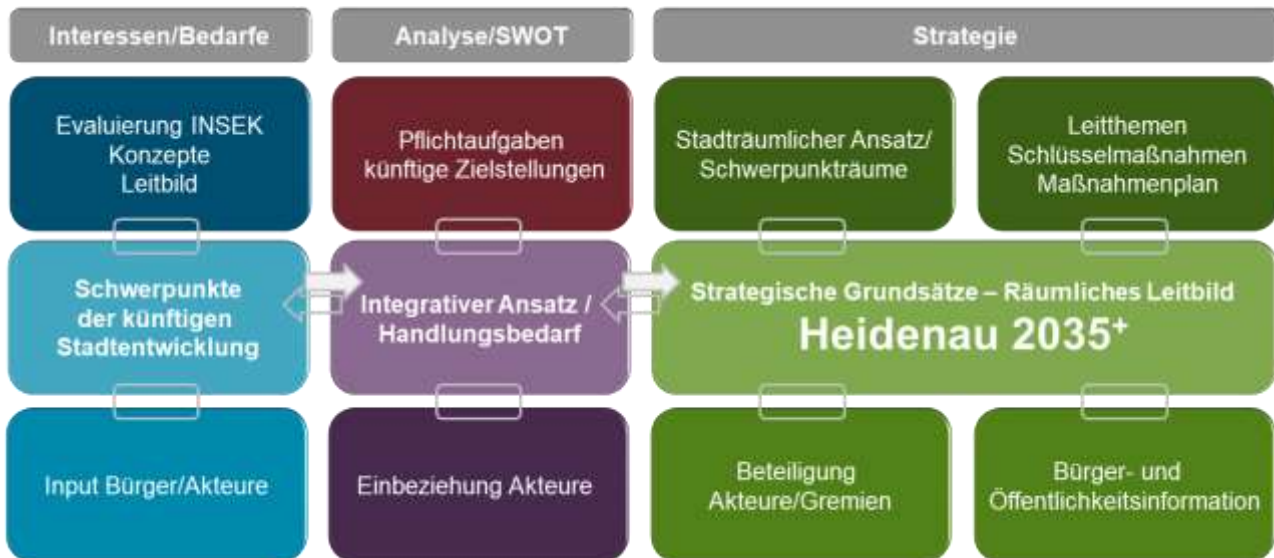 Interessen/Bedarfe
Analyse/SWOT
Strategie
Evaluierung INSEK
Konzepte
Leitbild
Pflichtaufgaben
künftige Zielstellungen
Stadträumlicher Ansatz/
Schwerpunkträume
Leitthemen
Schlüsselmaßnahmen
Maßnahmenplan
Schwerpunkte
der künftigen
Stadtentwicklung
Integrativer Ansatz /
Handlungsbedarf
Strategische Grundsätze – Räumliches Leitbild
Heidenau 2035⁺
Input Bürger/Akteure
Einbeziehung Akteure
Beteiligung
Akteure/Gremien
Bürger- und
Öffentlichkeitsinformation